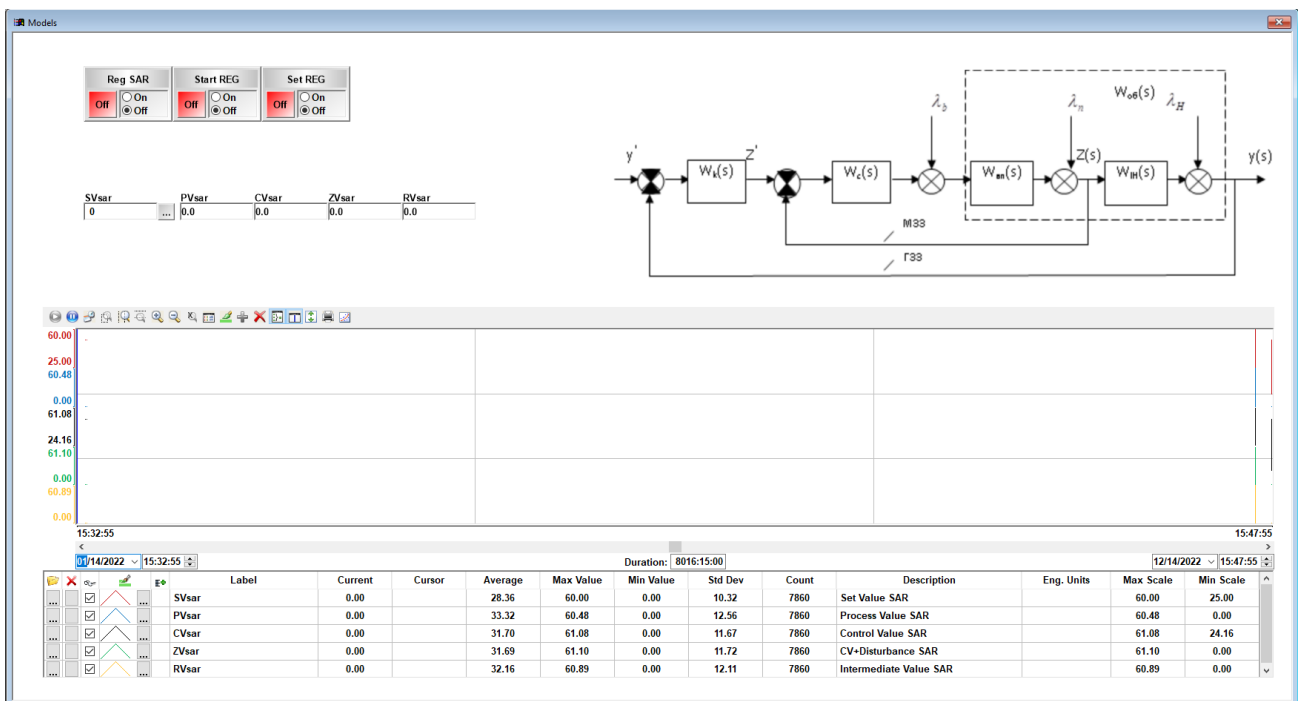 Models
Reg SAR Start REG Set REG
Off On Off Off On Off Off On Off
SVsar PVsar CVsar ZVsar RVsar
0 ... 0.0 0.0 0.0 0.0
λb λn Wоб(s) λH
y' Wk(s) Z' Wc(s) Wвп(s) Z(s) WIH(s) y(s)
МЗЗ
ГЗЗ
60.00
25.00
60.48
0.00
61.08
24.16
61.10
0.00
60.89
0.00
15:32:55 15:47:55
01/14/2022 15:32:55 Duration: 8016:15:00 12/14/2022 15:47:55
Label Current Cursor Average Max Value Min Value Std Dev Count Description Eng. Units Max Scale Min Scale
... ... SVsar 0.00 28.36 60.00 0.00 10.32 7860 Set Value SAR 60.00 25.00
... ... PVsar 0.00 33.32 60.48 0.00 12.56 7860 Process Value SAR 60.48 0.00
... ... CVsar 0.00 31.70 61.08 0.00 11.67 7860 Control Value SAR 61.08 24.16
... ... ZVsar 0.00 31.69 61.10 0.00 11.72 7860 CV+Disturbance SAR 61.10 0.00
... ... RVsar 0.00 32.16 60.89 0.00 12.11 7860 Intermediate Value SAR 60.89 0.00